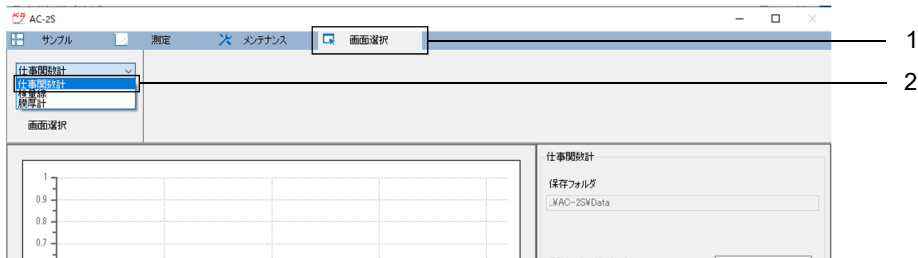 AC-2S
サンプル 測定 メンテナンス 画面選択 1
仕事関数計
仕事関数計 2
検量線
膜厚計
画面選択
仕事関数計
保存フォルダ
..¥AC-2S¥Data
1
0.9
0.8
0.7